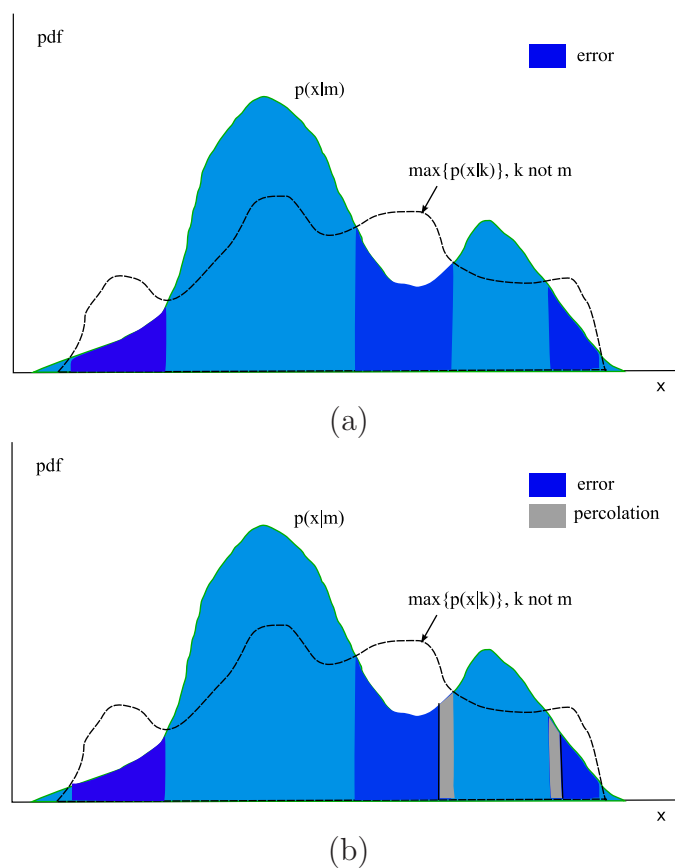 pdf
error
p(x|m)
max{p(x|k)}, k not m
x
(a)
pdf
error
percolation
p(x|m)
max{p(x|k)}, k not m
x
(b)